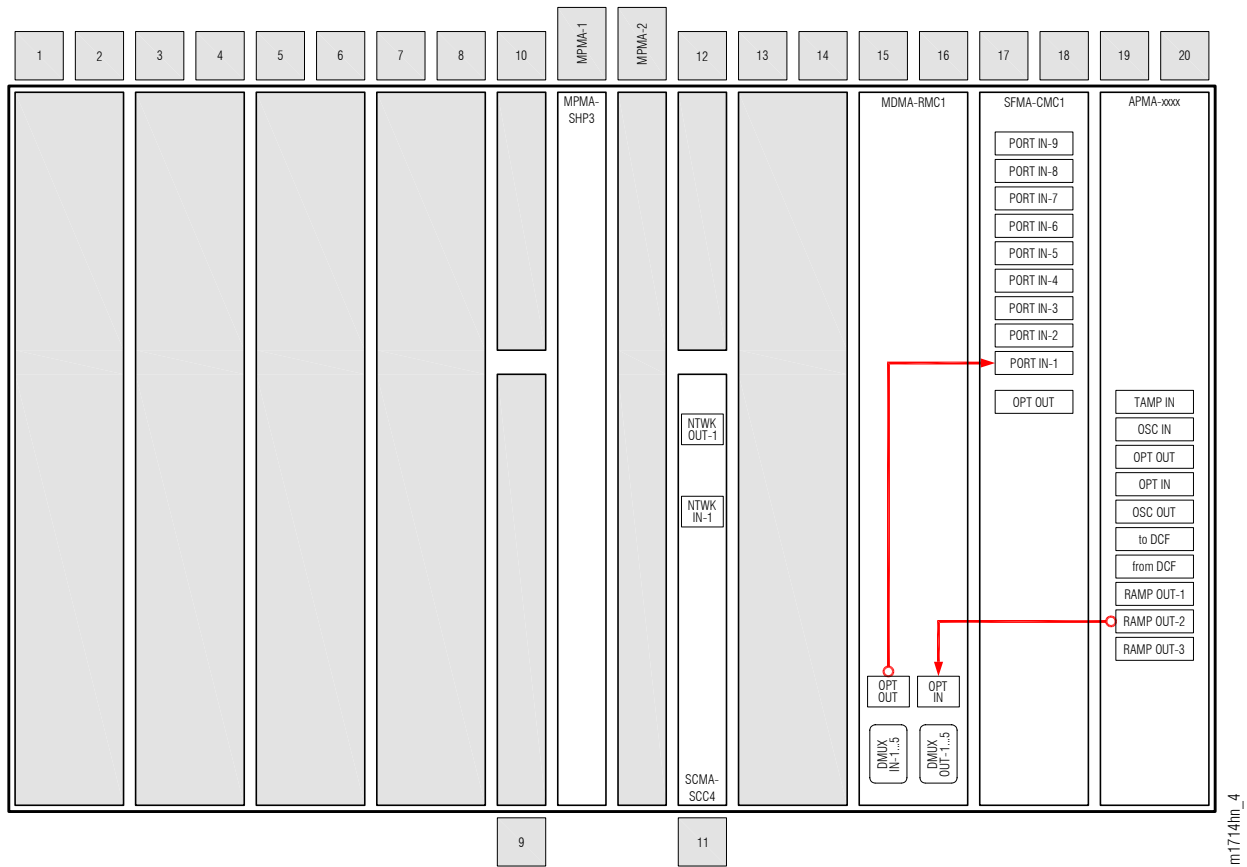 1
2
3
4
5
6
7
8
10
MPMA-1
MPMA-2
12
13
14
15
16
17
18
19
20
MPMA-
SHP3
MDMA-RMC1
SFMA-CMC1
APMA-xxxx
PORT IN-9
PORT IN-8
PORT IN-7
PORT IN-6
PORT IN-5
PORT IN-4
PORT IN-3
PORT IN-2
PORT IN-1
OPT OUT
TAMP IN
OSC IN
OPT OUT
OPT IN
OSC OUT
to DCF
from DCF
RAMP OUT-1
RAMP OUT-2
RAMP OUT-3
NTWK
OUT-1
NTWK
IN-1
OPT
OUT
OPT
IN
DMUX
IN-1...5
DMUX
OUT-1...5
SCMA-
SCC4
9
11
m1714hn_4